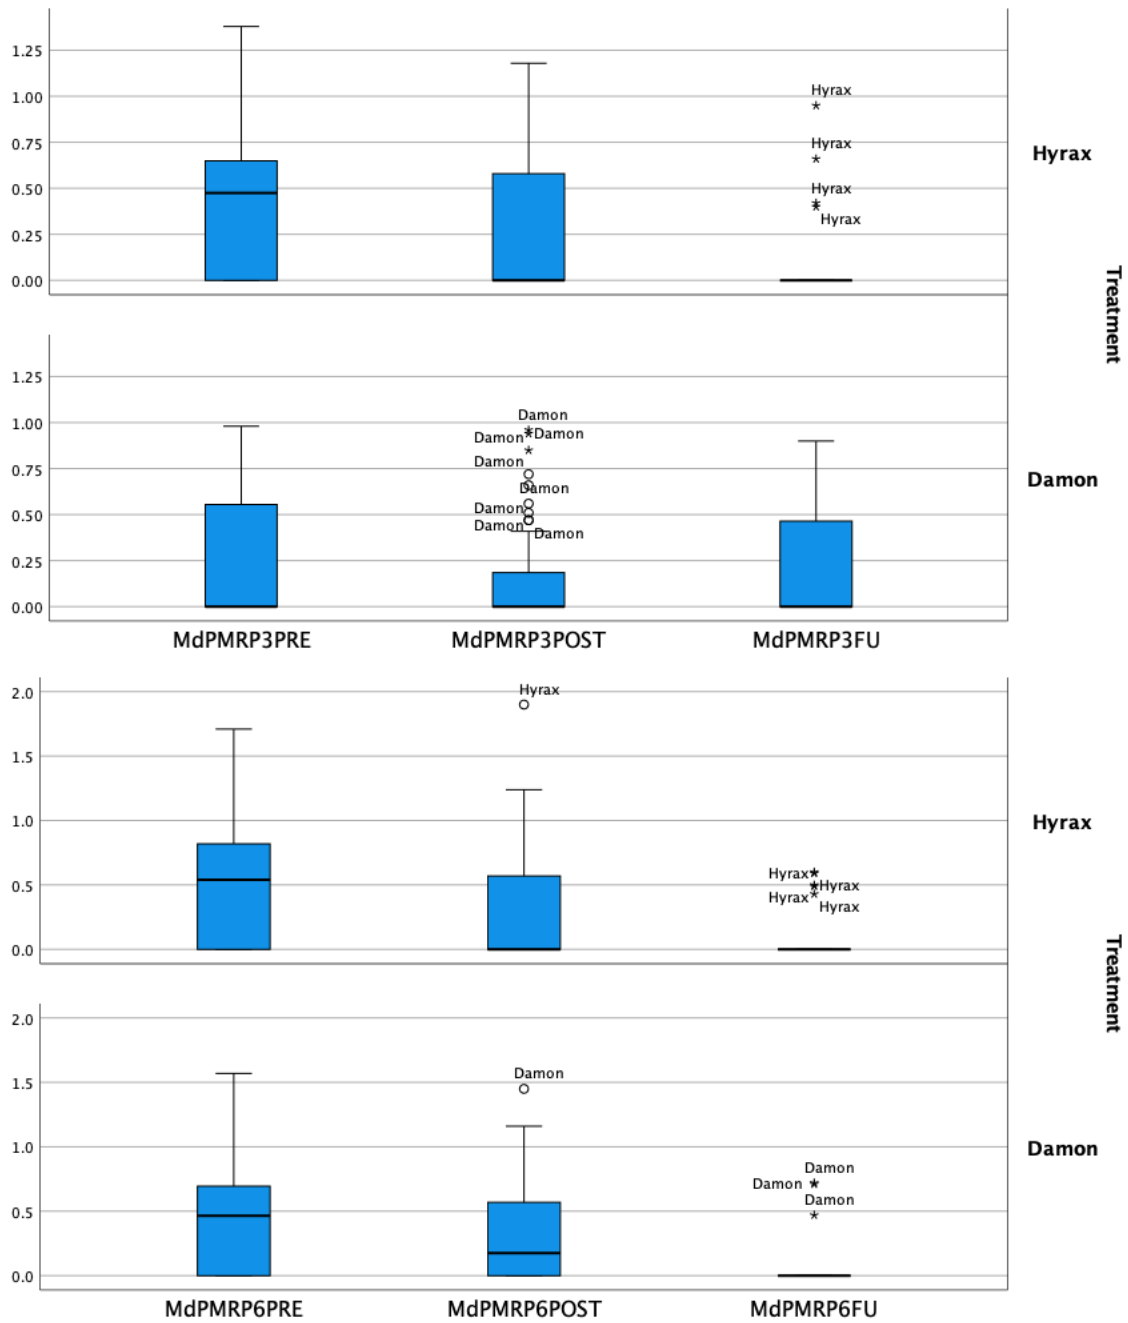 1.25
1.00
0.75
0.50
0.25
0.00
Hyrax
Hyrax
Hyrax
Hyrax
Hyrax
1.25
1.00
0.75
0.50
0.25
0.00
Damon
Damon
Damon
Damon
Damon
Damon
Damon
Damon
Damon
Treatment
MdPMRP3PRE
MdPMRP3POST
MdPMRP3FU
2.0
1.5
1.0
0.5
0.0
Hyrax
Hyrax
Hyrax
Hyrax
Hyrax
Hyrax
2.0
1.5
1.0
0.5
0.0
Damon
Damon
Damon
Damon
Damon
Treatment
MdPMRP6PRE
MdPMRP6POST
MdPMRP6FU